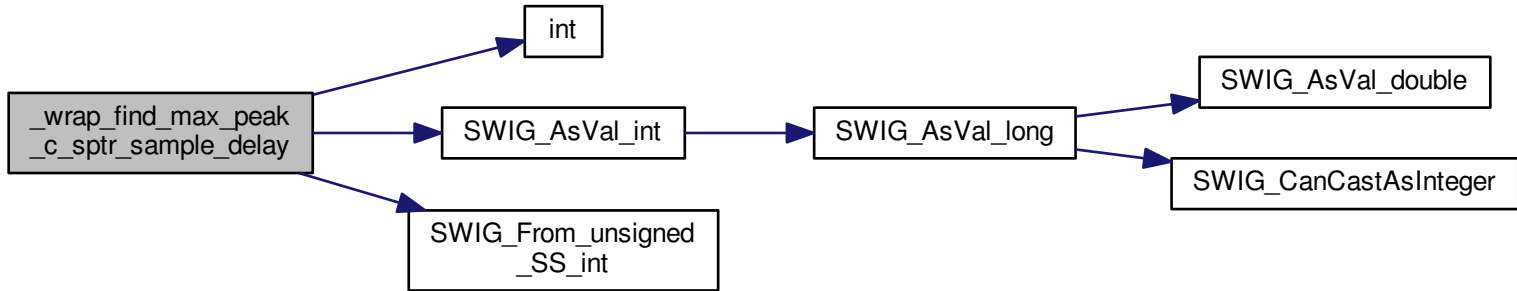 _wrap_find_max_peak
_c_sptr_sample_delay
int
SWIG_AsVal_int
SWIG_From_unsigned
_SS_int
SWIG_AsVal_long
SWIG_AsVal_double
SWIG_CanCastAsInteger